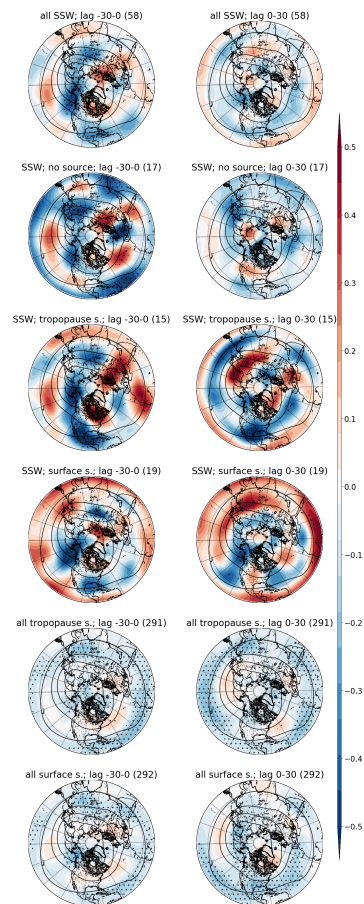 all SSW; lag -30-0 (58)
all SSW; lag 0-30 (58)
SSW; no source; lag -30-0 (17)
SSW; no source; lag 0-30 (17)
SSW; tropopause s.; lag -30-0 (15)
SSW; tropopause s.; lag 0-30 (15)
SSW; surface s.; lag -30-0 (19)
SSW; surface s.; lag 0-30 (19)
all tropopause s.; lag -30-0 (291)
all tropopause s.; lag 0-30 (291)
all surface s.; lag -30-0 (292)
all surface s.; lag 0-30 (292)
0.5
0.4
0.3
0.2
0.1
0.0
−0.1
−0.2
−0.3
−0.4
−0.5